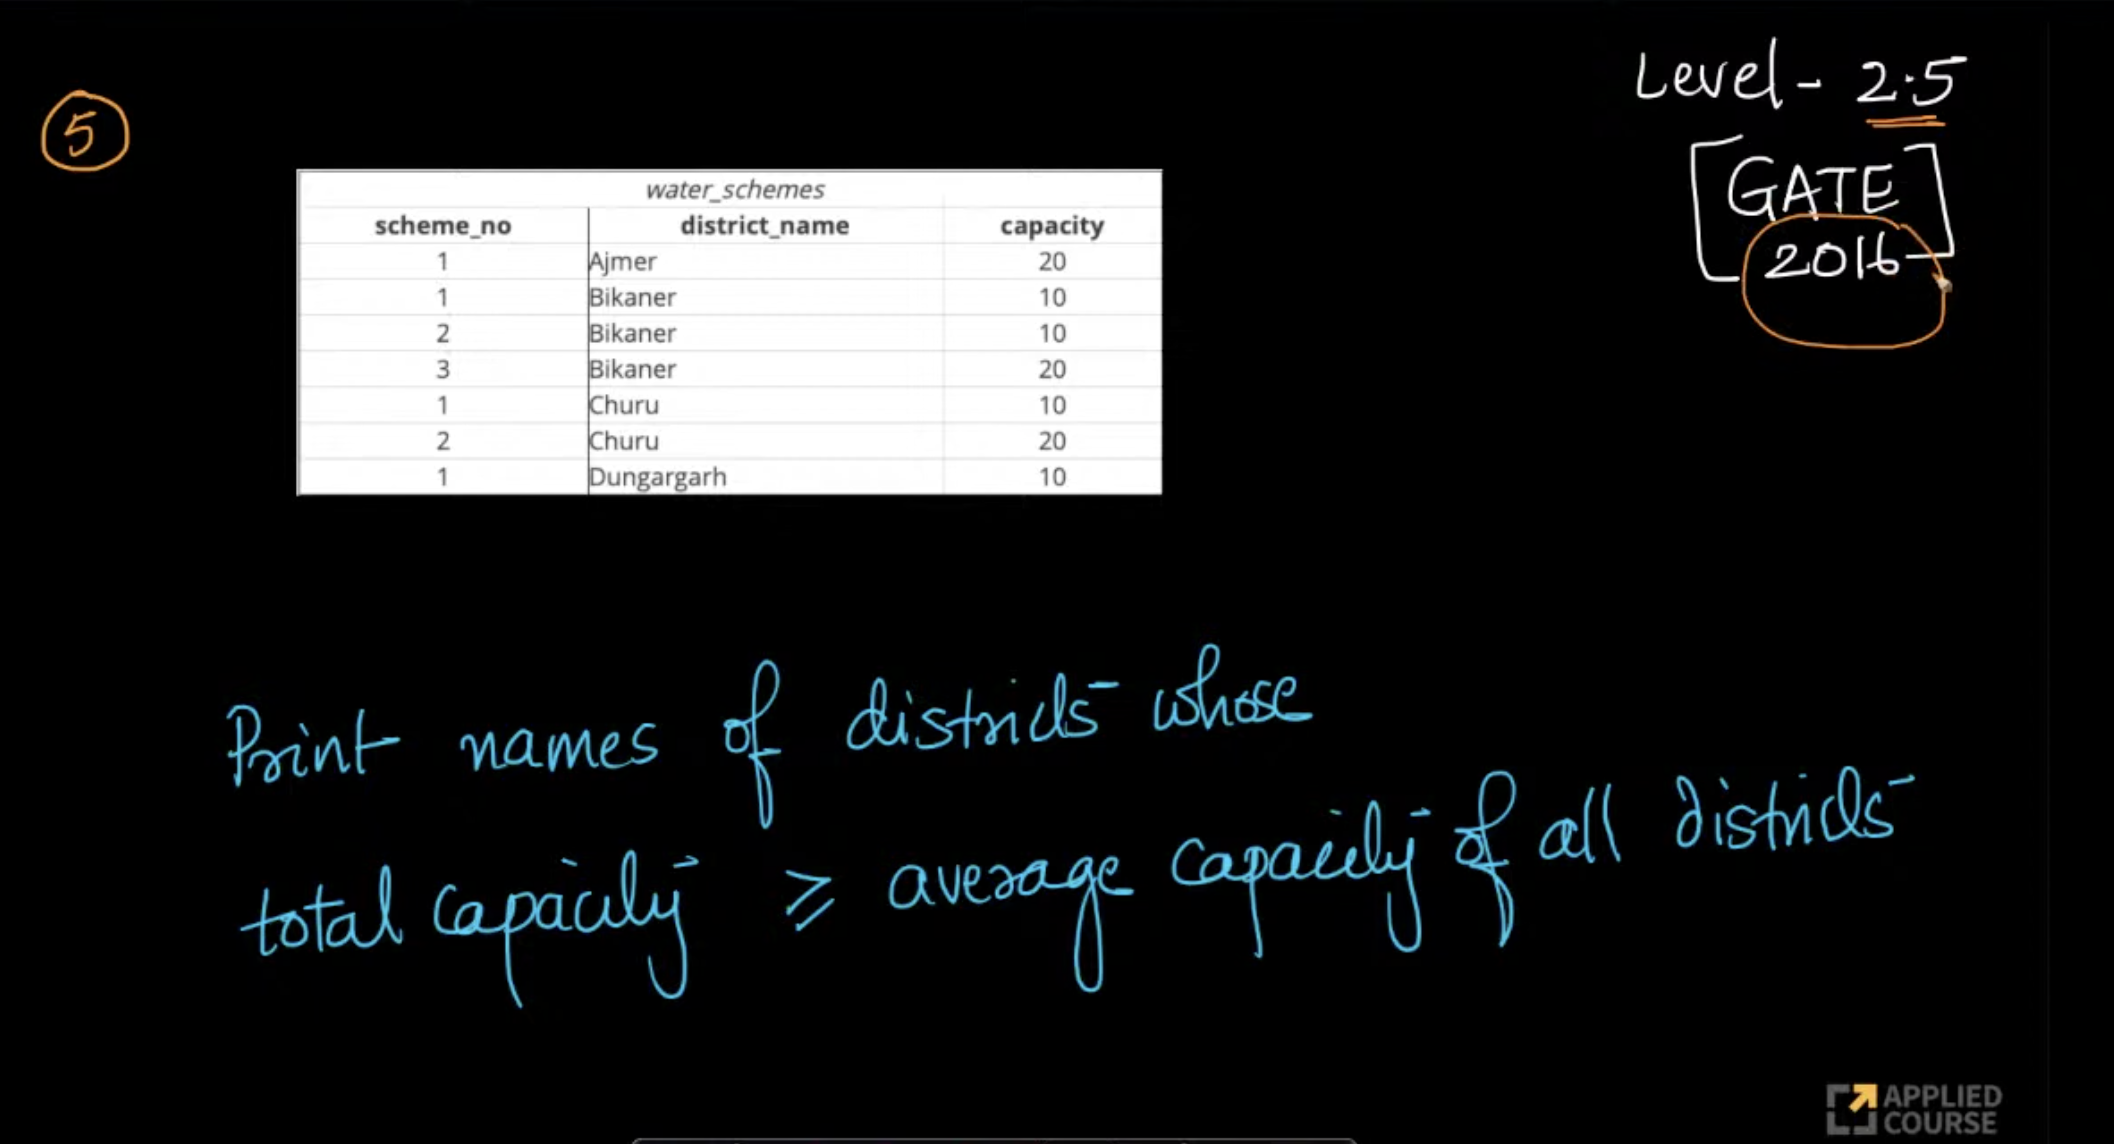 Level - 2.5
5
[GATE
2016]
water_schemes
scheme_no district_name capacity
1 Ajmer 20
1 Bikaner 10
2 Bikaner 10
3 Bikaner 20
1 Churu 10
2 Churu 20
1 Dungargarh 10
Print names of districts whose
total capacity ≥ average capacity of all districts
APPLIED
COURSE